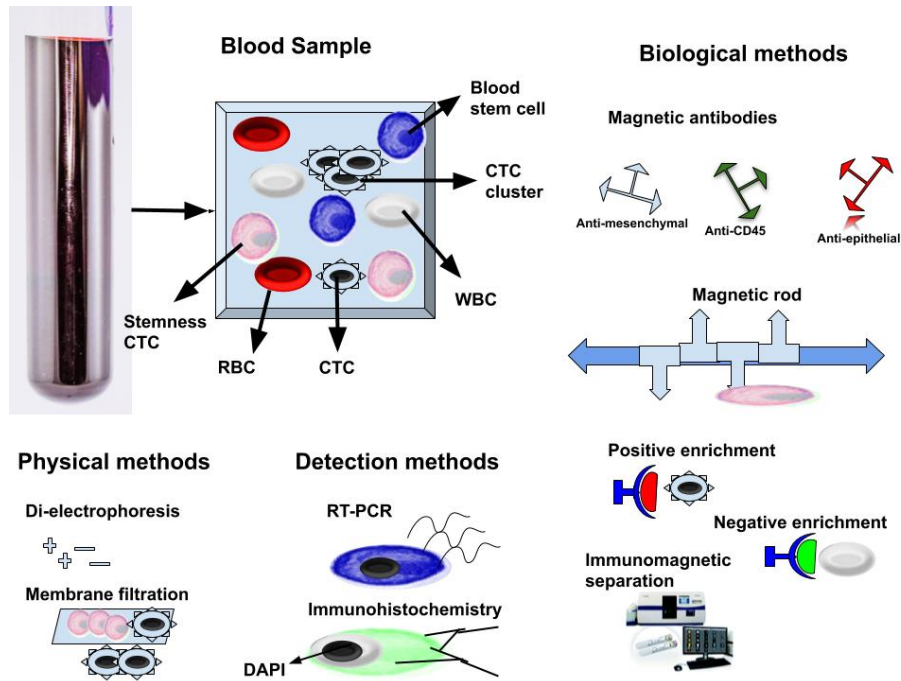 Blood Sample
Blood
stem cell
CTC
cluster
WBC
Stemness
CTC
RBC
CTC
Biological methods
Magnetic antibodies
Anti-mesenchymal
Anti-CD45
Anti-epithelial
Magnetic rod
Positive enrichment
Negative enrichment
Immunomagnetic
separation
Physical methods
Di-electrophoresis
Membrane filtration
Detection methods
RT-PCR
Immunohistochemistry
DAPI